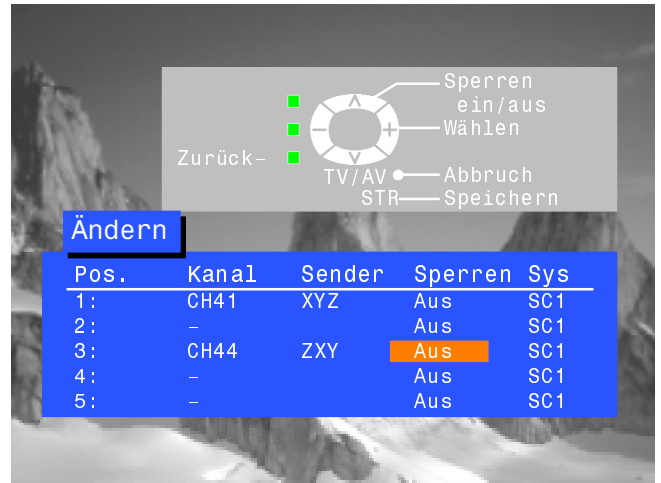 Sperren
ein/aus
Wählen
Zurück–
TV/AV Abbruch
STR Speichern
Ändern
Pos. Kanal Sender Sperren Sys
1: CH41 XYZ Aus SC1
2: – Aus SC1
3: CH44 ZXY Aus SC1
4: – Aus SC1
5: – Aus SC1